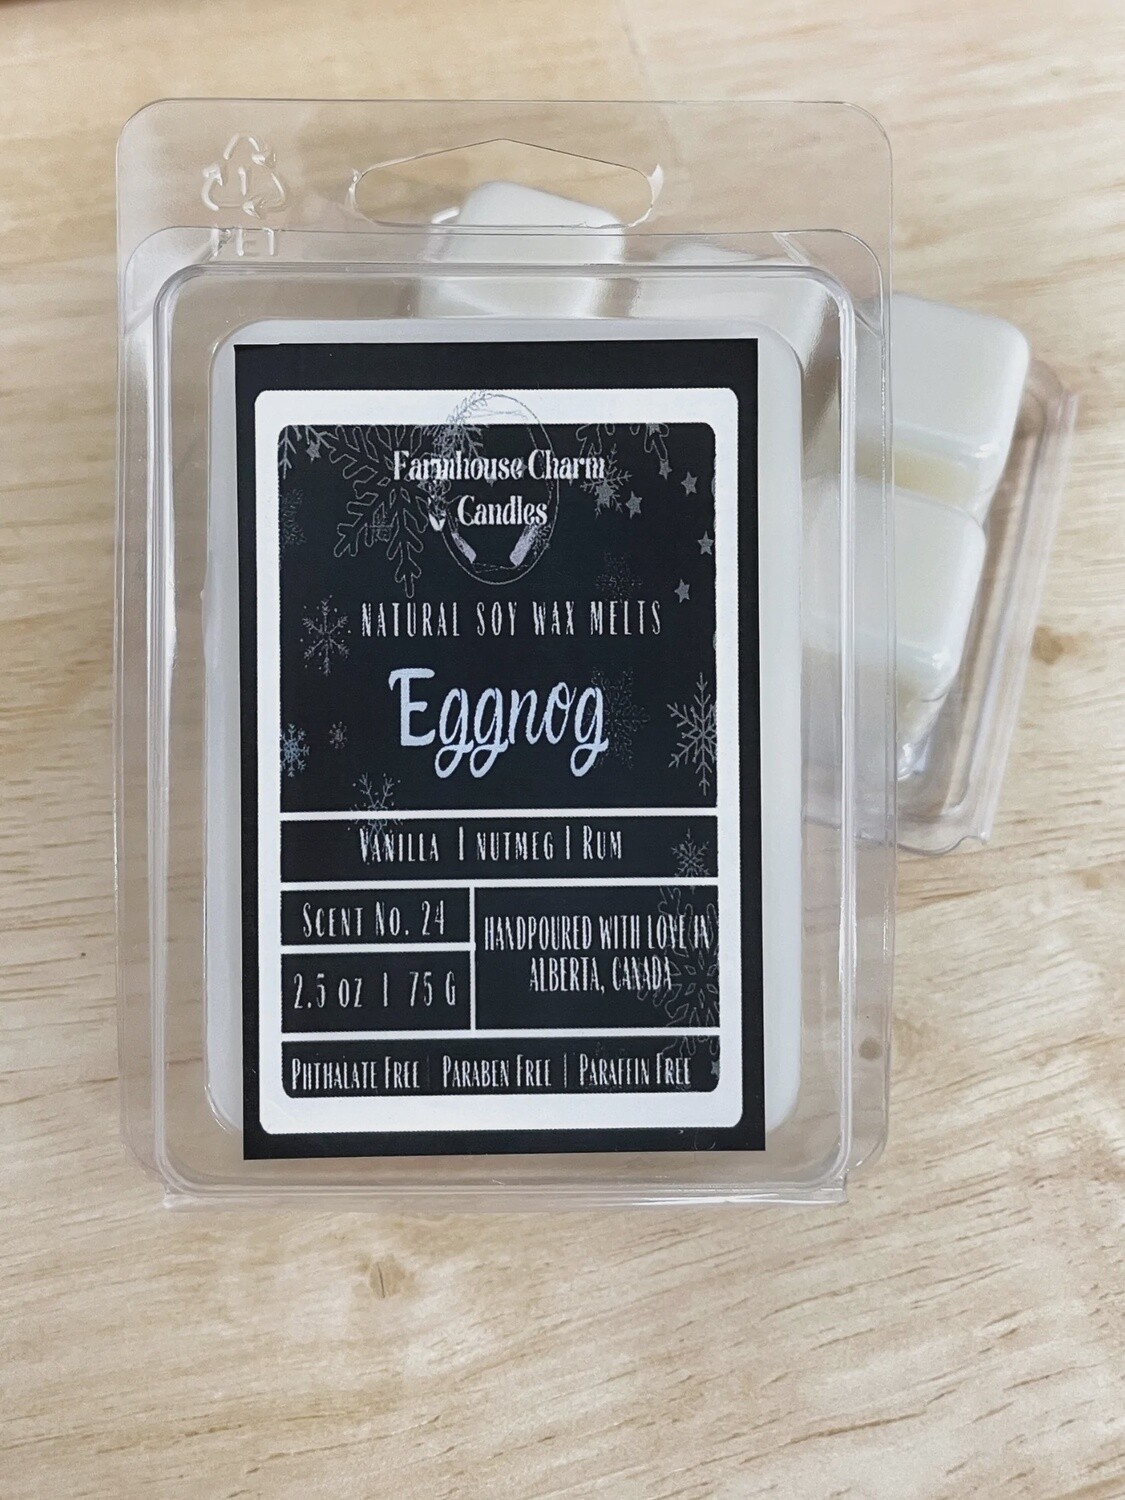 PET
Farmhouse Charm
Candles
NATURAL SOY WAX MELTS
Eggnog
VANILLA | NUTMEG | RUM
SCENT NO. 24
2.5 OZ | 75 G
HANDPOURED WITH LOVE IN
ALBERTA, CANADA
PHTHALATE FREE | PARABEN FREE | PARAFFIN FREE